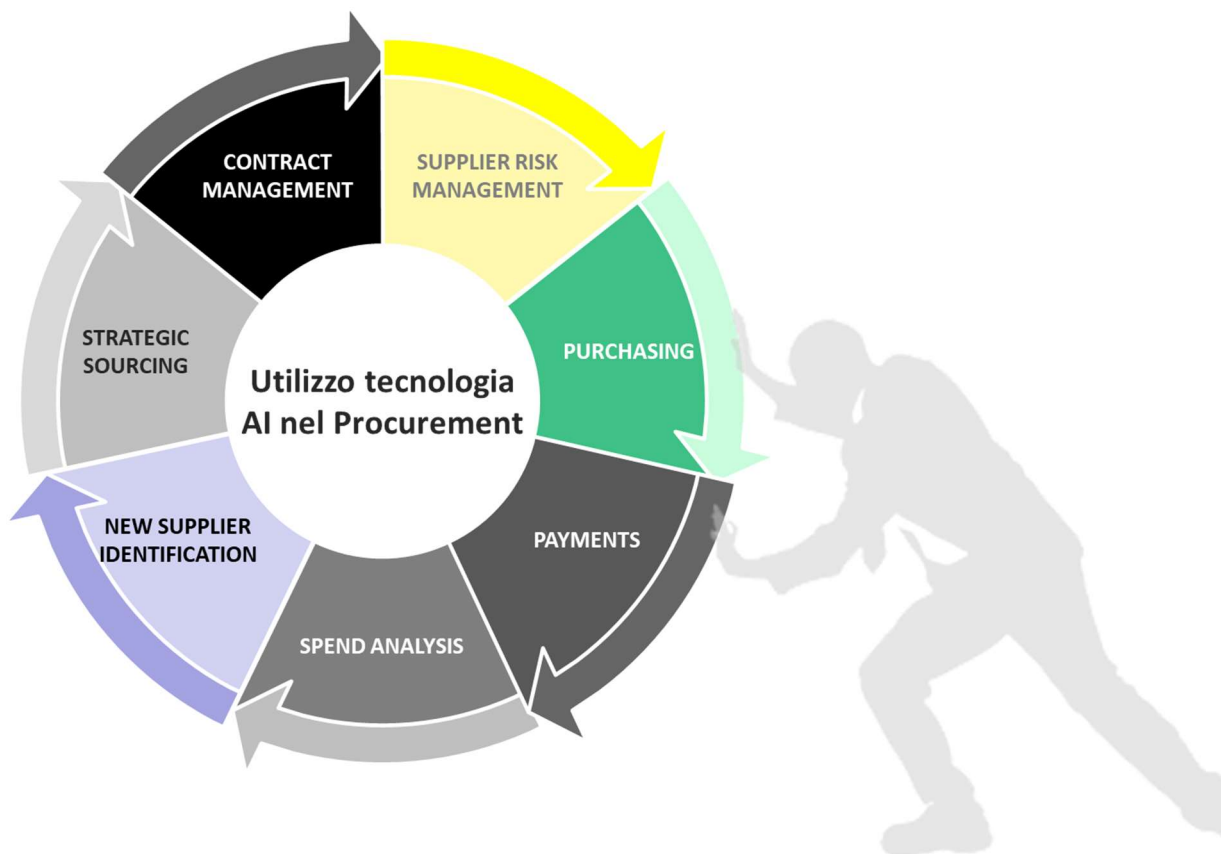 CONTRACT
MANAGEMENT
SUPPLIER RISK
MANAGEMENT
PURCHASING
PAYMENTS
SPEND ANALYSIS
NEW SUPPLIER
IDENTIFICATION
STRATEGIC
SOURCING
Utilizzo tecnologia
AI nel Procurement